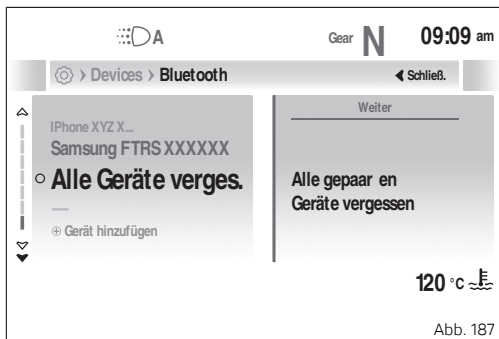 A
Gear N
09:09 am
> Devices > Bluetooth
Schließ.
IPhone XYZ X...
Samsung FTRS XXXXXX
Alle Geräte verges.
Gerät hinzufügen
Weiter
Alle gepaar en
Geräte vergessen
120 °C
Abb. 187